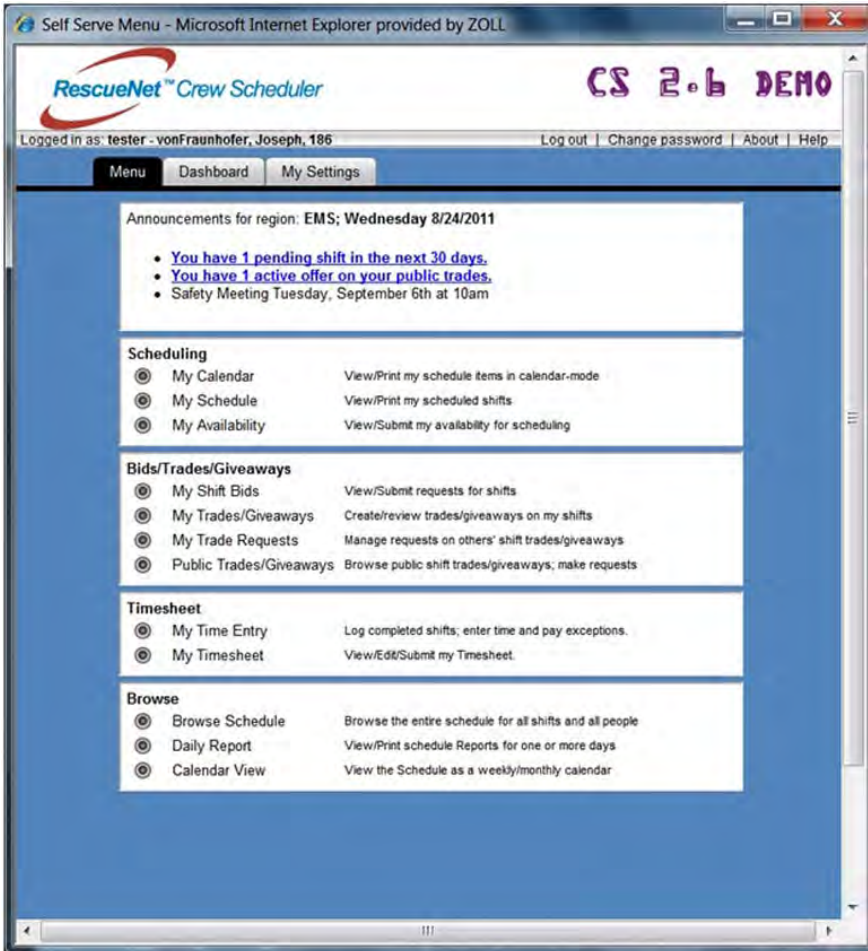 Self Serve Menu - Microsoft Internet Explorer provided by ZOLL
RescueNet™ Crew Scheduler
CS 2.6 DEMO
Logged in as: tester - vonFraunhofer, Joseph, 186 Log out | Change password | About | Help
Menu Dashboard My Settings
Announcements for region: EMS; Wednesday 8/24/2011
• You have 1 pending shift in the next 30 days.
• You have 1 active offer on your public trades.
• Safety Meeting Tuesday, September 6th at 10am
Scheduling
My Calendar View/Print my schedule items in calendar-mode
My Schedule View/Print my scheduled shifts
My Availability View/Submit my availability for scheduling
Bids/Trades/Giveaways
My Shift Bids View/Submit requests for shifts
My Trades/Giveaways Create/review trades/giveaways on my shifts
My Trade Requests Manage requests on others' shift trades/giveaways
Public Trades/Giveaways Browse public shift trades/giveaways; make requests
Timesheet
My Time Entry Log completed shifts; enter time and pay exceptions.
My Timesheet View/Edit/Submit my Timesheet.
Browse
Browse Schedule Browse the entire schedule for all shifts and all people
Daily Report View/Print schedule Reports for one or more days
Calendar View View the Schedule as a weekly/monthly calendar